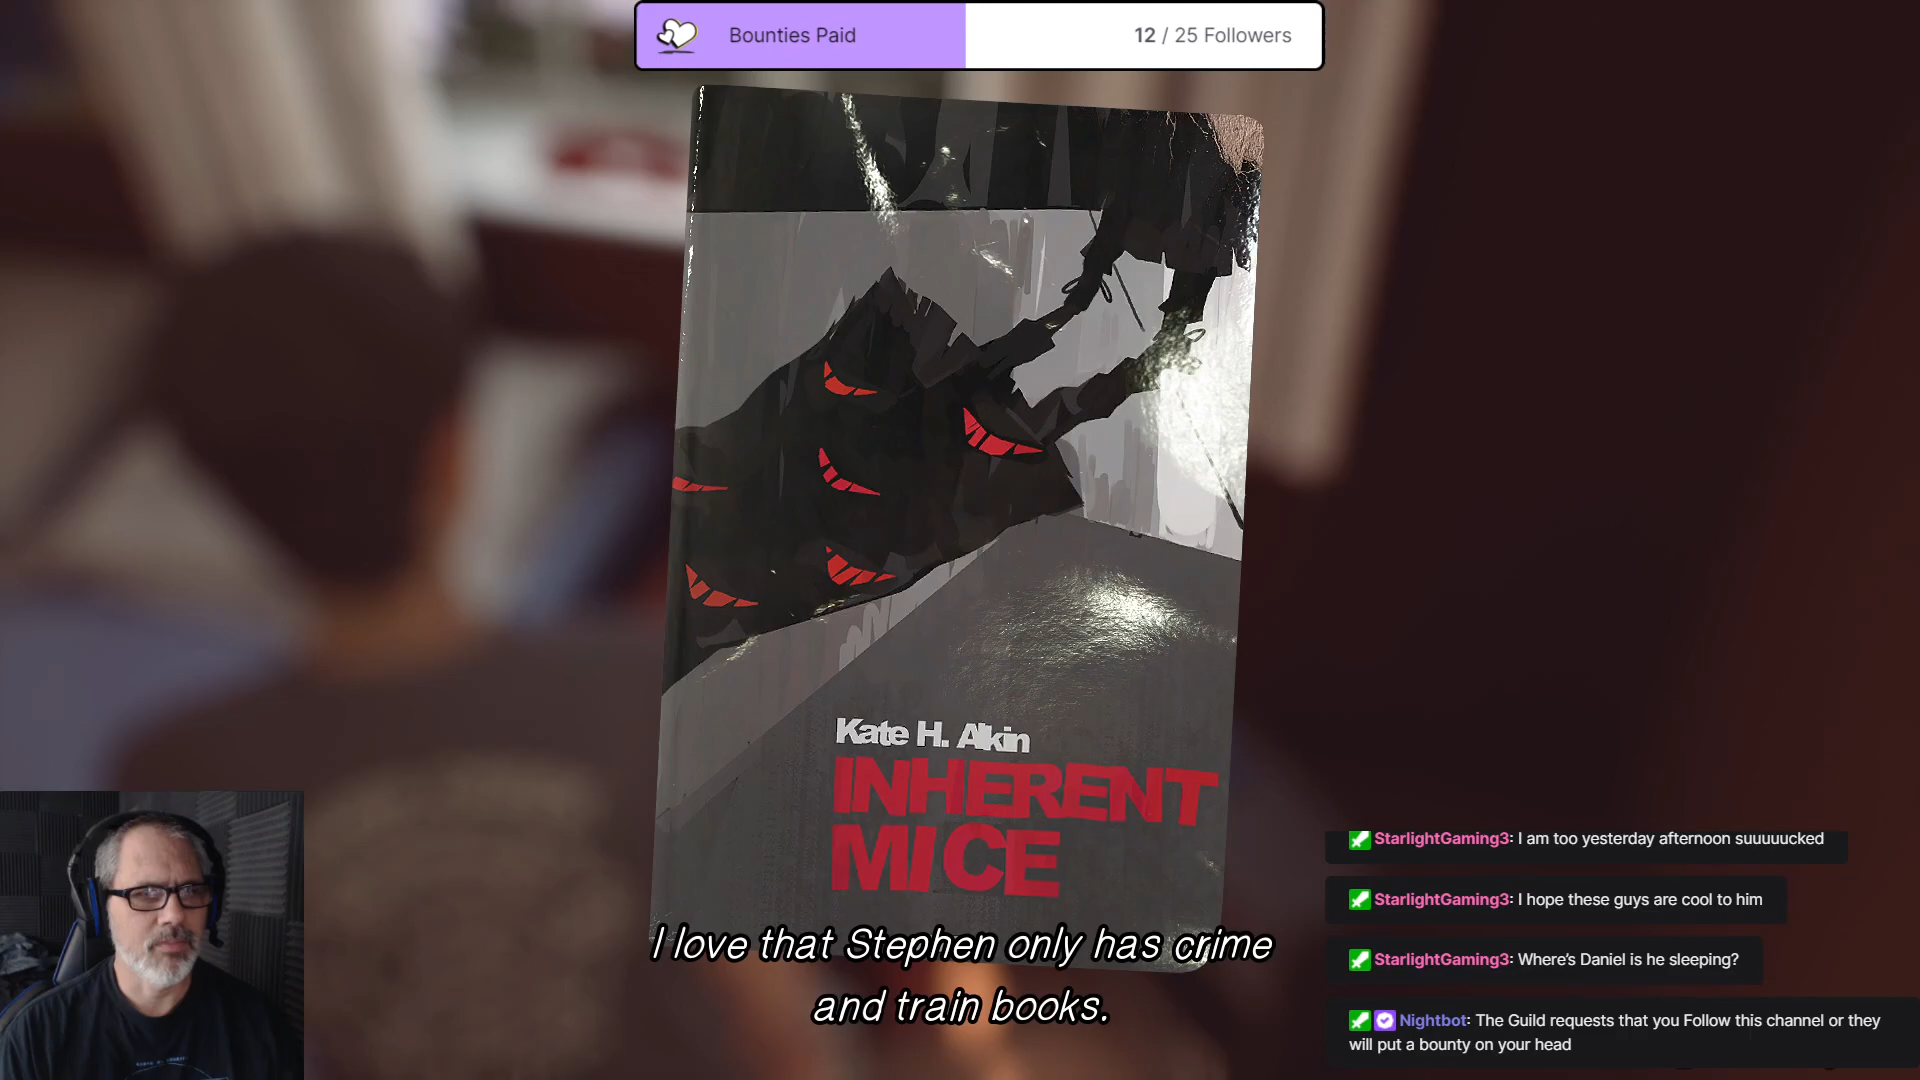 Bounties Paid
12 / 25 Followers
Kate H. Alkin
INHERENT
MICE
I love that Stephen only has crime
and train books.
StarlightGaming3: I am too yesterday afternoon suuuuucked
StarlightGaming3: I hope these guys are cool to him
StarlightGaming3: Where's Daniel is he sleeping?
Nightbot: The Guild requests that you Follow this channel or they
will put a bounty on your head